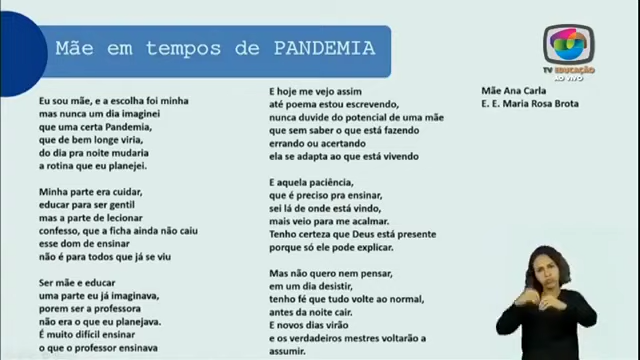 Mãe em tempos de PANDEMIA
TV EDUCAÇÃO
AO VIVO
Eu sou mãe, e a escolha foi minha
mas nunca um dia imaginei
que uma certa Pandemia,
que de bem longe viria,
do dia pra noite mudaria
a rotina que eu planejei.
Minha parte era cuidar,
educar para ser gentil
mas a parte de lecionar
confesso, que a ficha ainda não caiu
esse dom de ensinar
não é para todos que já se viu
Ser mãe e educar
uma parte eu já imaginava,
porem ser a professora
não era o que eu planejava.
É muito difícil ensinar
o que o professor ensinava
E hoje me vejo assim
até poema estou escrevendo,
nunca duvide do potencial de uma mãe
que sem saber o que está fazendo
errando ou acertando
ela se adapta ao que está vivendo
E aquela paciência,
que é preciso pra ensinar,
sei lá de onde está vindo,
mais veio para me acalmar.
Tenho certeza que Deus está presente
porque só ele pode explicar.
Mas não quero nem pensar,
em um dia desistir,
tenho fé que tudo volte ao normal,
antes da noite cair.
E novos dias virão
e os verdadeiros mestres voltarão a
assumir.
Mãe Ana Carla
E. E. Maria Rosa Brota